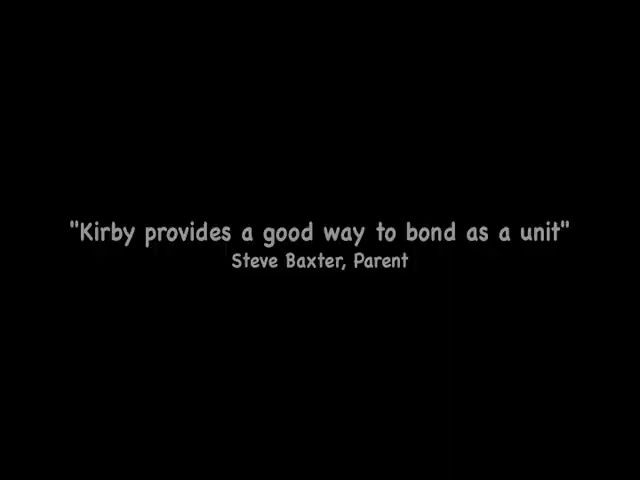 "Kirby provides a good way to bond as a unit"
Steve Baxter, Parent